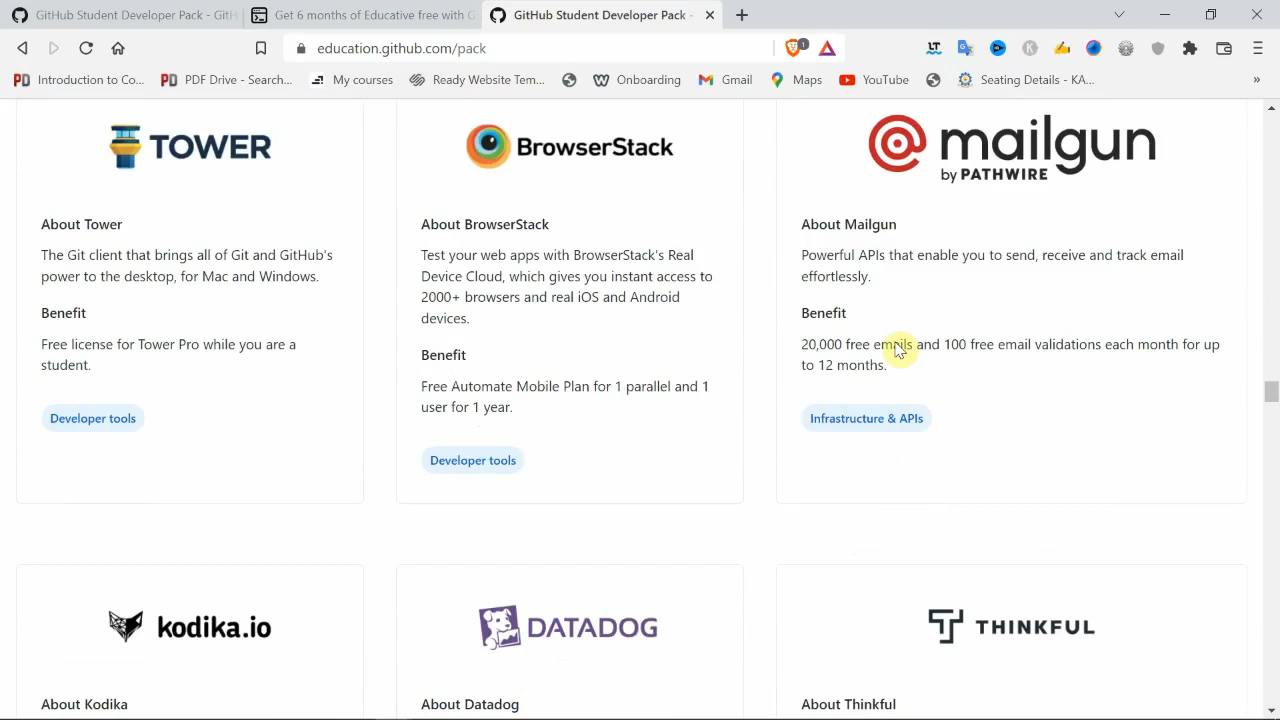 GitHub Student Developer Pack - GitH
Get 6 months of Educative free with G
GitHub Student Developer Pack -
education.github.com/pack
1
LT
K
PD Introduction to Co...
PD PDF Drive - Search...
My courses
Ready Website Tem...
Onboarding
Gmail
Maps
YouTube
Seating Details - KA...
»
TOWER
About Tower
The Git client that brings all of Git and GitHub's
power to the desktop, for Mac and Windows.
Benefit
Free license for Tower Pro while you are a
student.
Developer tools
BrowserStack
About BrowserStack
Test your web apps with BrowserStack's Real
Device Cloud, which gives you instant access to
2000+ browsers and real iOS and Android
devices.
Benefit
Free Automate Mobile Plan for 1 parallel and 1
user for 1 year.
Developer tools
mailgun
by PATHWIRE
About Mailgun
Powerful APIs that enable you to send, receive and track email
effortlessly.
Benefit
20,000 free emails and 100 free email validations each month for up
to 12 months.
Infrastructure & APIs
kodika.io
About Kodika
DATADOG
About Datadog
THINKFUL
About Thinkful